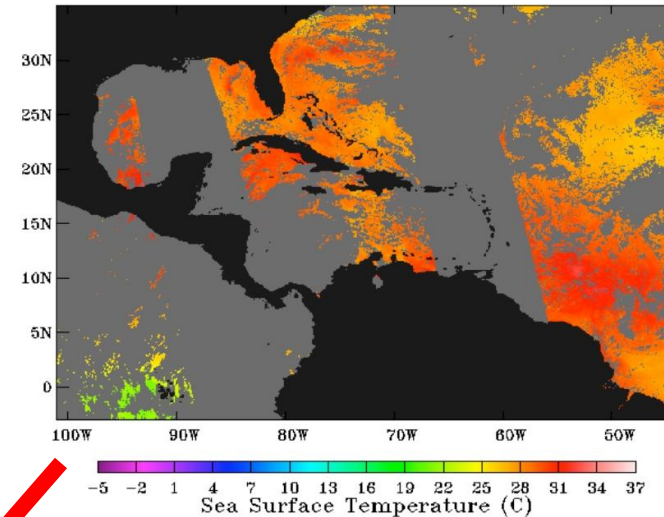 30N
25N
20N
15N
10N
5N
0
100W 90W 80W 70W 60W 50W
-5 -2 1 4 7 10 13 16 19 22 25 28 31 34 37
Sea Surface Temperature (C)